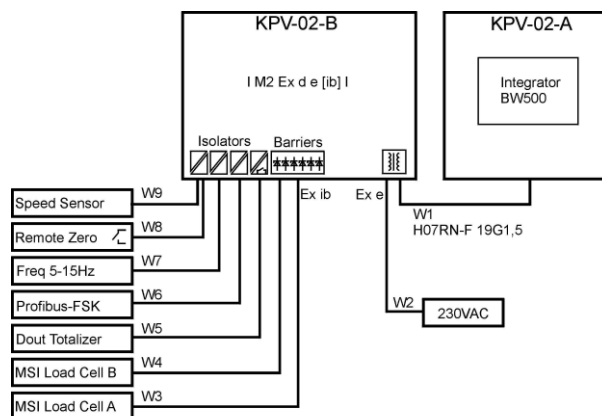 KPV-02-B
KPV-02-A
I M2 Ex d e [ib] I
Integrator
BW500
Isolators
Barriers
Ex ib
Ex e
W1
H07RN-F 19G1,5
Speed Sensor
W9
Remote Zero
W8
Freq 5-15Hz
W7
Profibus-FSK
W6
Dout Totalizer
W5
MSI Load Cell B
W4
MSI Load Cell A
W3
W2
230VAC